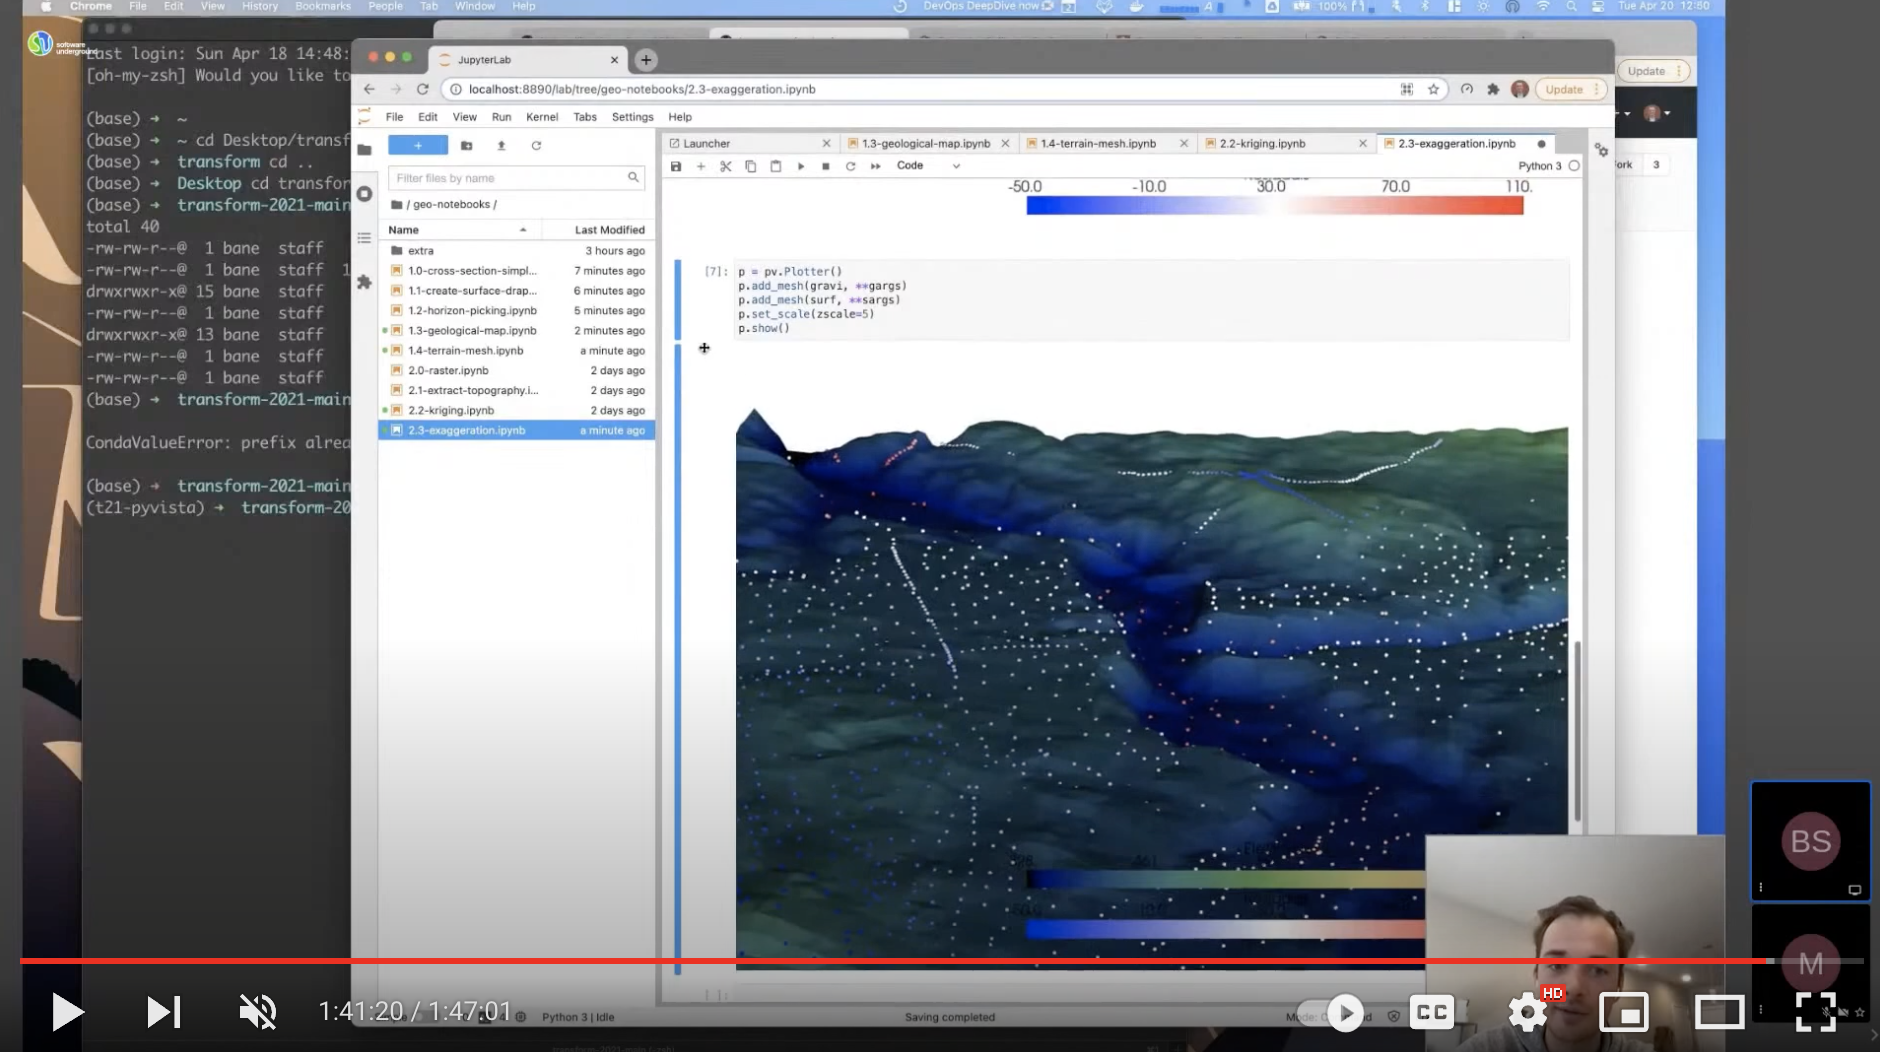 Chrome File Edit View History Bookmarks People Tab Window Help DevOps DeepDive now 100% Tue Apr 20 12:50
software
underground
Last login: Sun Apr 18 14:48:
[oh-my-zsh] Would you like to
(base) → ~
(base) → ~ cd Desktop/transf
(base) → transform cd ..
(base) → Desktop cd transfor
(base) → transform-2021-main
total 40
-rw-rw-r--@ 1 bane staff
-rw-rw-r--@ 1 bane staff 1
drwxrwxr-x@ 15 bane staff
-rw-rw-r--@ 1 bane staff
drwxrwxr-x@ 13 bane staff
-rw-rw-r--@ 1 bane staff
-rw-rw-r--@ 1 bane staff
(base) → transform-2021-main
CondaValueError: prefix alrea
(base) → transform-2021-main
(t21-pyvista) → transform-20
JupyterLab
localhost:8890/lab/tree/geo-notebooks/2.3-exaggeration.ipynb
Update
Update
ork 3
File Edit View Run Kernel Tabs Settings Help
Filter files by name
/ geo-notebooks /
Name Last Modified
extra 3 hours ago
1.0-cross-section-simpl... 7 minutes ago
1.1-create-surface-drap... 6 minutes ago
1.2-horizon-picking.ipynb 5 minutes ago
1.3-geological-map.ipynb 2 minutes ago
1.4-terrain-mesh.ipynb a minute ago
2.0-raster.ipynb 2 days ago
2.1-extract-topography.i... 2 days ago
2.2-kriging.ipynb 2 days ago
2.3-exaggeration.ipynb a minute ago
Launcher 1.3-geological-map.ipynb 1.4-terrain-mesh.ipynb 2.2-kriging.ipynb 2.3-exaggeration.ipynb
Code Python 3
-50.0 -10.0 30.0 70.0 110.
[7]: p = pv.Plotter()
p.add_mesh(gravi, **gargs)
p.add_mesh(surf, **sargs)
p.set_scale(zscale=5)
p.show()
[ ]:
Python 3 | Idle Saving completed
BS
M
1:41:20 / 1:47:01
CC
HD